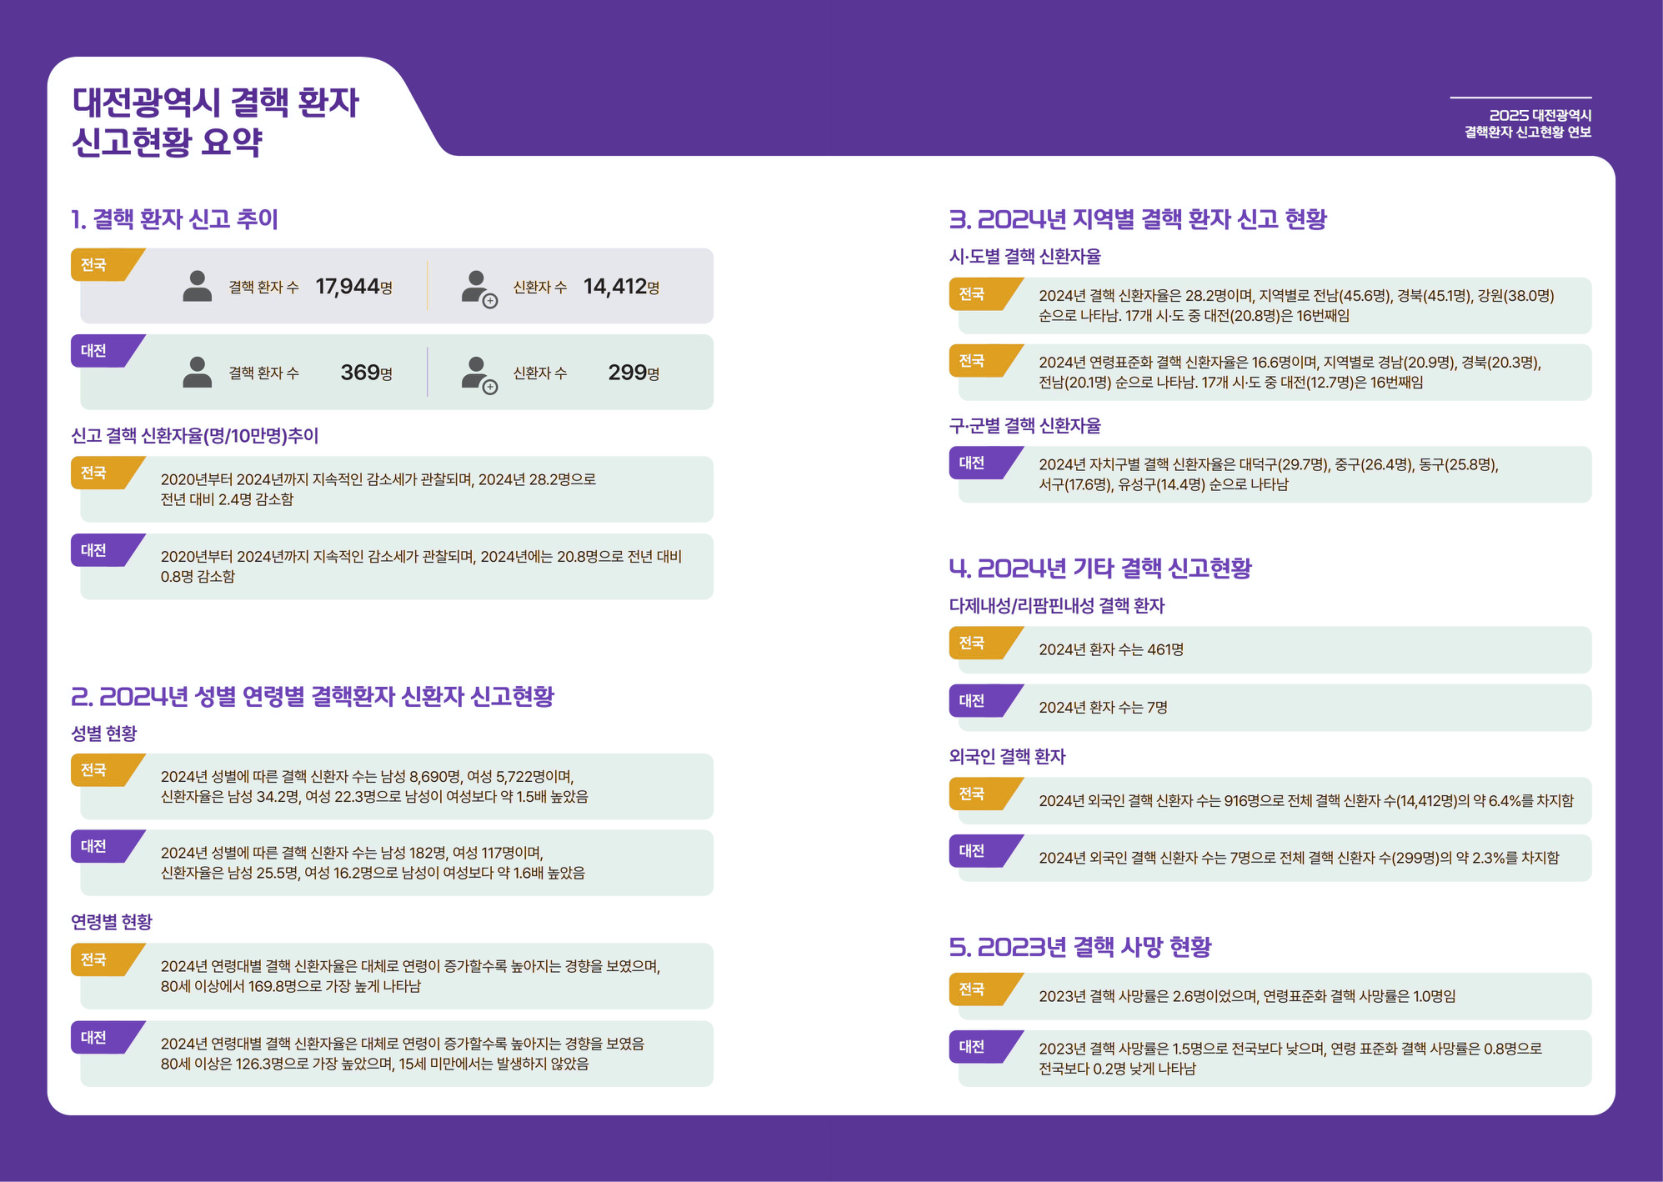 대전광역시 결핵 환자
신고현황 요약
2025 대전광역시
결핵환자 신고현황 연보
1. 결핵 환자 신고 추이
전국
결핵 환자 수 17,944명
신환자 수 14,412명
대전
결핵 환자 수 369명
신환자 수 299명
신고 결핵 신환자율(명/10만명)추이
전국
2020년부터 2024년까지 지속적인 감소세가 관찰되며, 2024년 28.2명으로
전년 대비 2.4명 감소함
대전
2020년부터 2024년까지 지속적인 감소세가 관찰되며, 2024년에는 20.8명으로 전년 대비
0.8명 감소함
2. 2024년 성별 연령별 결핵환자 신환자 신고현황
성별 현황
전국
2024년 성별에 따른 결핵 신환자 수는 남성 8,690명, 여성 5,722명이며,
신환자율은 남성 34.2명, 여성 22.3명으로 남성이 여성보다 약 1.5배 높았음
대전
2024년 성별에 따른 결핵 신환자 수는 남성 182명, 여성 117명이며,
신환자율은 남성 25.5명, 여성 16.2명으로 남성이 여성보다 약 1.6배 높았음
연령별 현황
전국
2024년 연령대별 결핵 신환자율은 대체로 연령이 증가할수록 높아지는 경향을 보였으며,
80세 이상에서 169.8명으로 가장 높게 나타남
대전
2024년 연령대별 결핵 신환자율은 대체로 연령이 증가할수록 높아지는 경향을 보였음
80세 이상은 126.3명으로 가장 높았으며, 15세 미만에서는 발생하지 않았음
3. 2024년 지역별 결핵 환자 신고 현황
시·도별 결핵 신환자율
전국
2024년 결핵 신환자율은 28.2명이며, 지역별로 전남(45.6명), 경북(45.1명), 강원(38.0명)
순으로 나타남. 17개 시·도 중 대전(20.8명)은 16번째임
전국
2024년 연령표준화 결핵 신환자율은 16.6명이며, 지역별로 경남(20.9명), 경북(20.3명),
전남(20.1명) 순으로 나타남. 17개 시·도 중 대전(12.7명)은 16번째임
구·군별 결핵 신환자율
대전
2024년 자치구별 결핵 신환자율은 대덕구(29.7명), 중구(26.4명), 동구(25.8명),
서구(17.6명), 유성구(14.4명) 순으로 나타남
4. 2024년 기타 결핵 신고현황
다제내성/리팜핀내성 결핵 환자
전국
2024년 환자 수는 461명
대전
2024년 환자 수는 7명
외국인 결핵 환자
전국
2024년 외국인 결핵 신환자 수는 916명으로 전체 결핵 신환자 수(14,412명)의 약 6.4%를 차지함
대전
2024년 외국인 결핵 신환자 수는 7명으로 전체 결핵 신환자 수(299명)의 약 2.3%를 차지함
5. 2023년 결핵 사망 현황
전국
2023년 결핵 사망률은 2.6명이었으며, 연령표준화 결핵 사망률은 1.0명임
대전
2023년 결핵 사망률은 1.5명으로 전국보다 낮으며, 연령 표준화 결핵 사망률은 0.8명으로
전국보다 0.2명 낮게 나타남